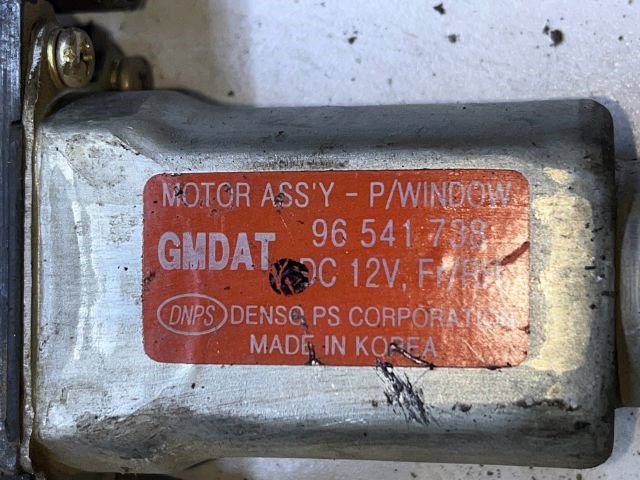 MOTOR ASS'Y - P/WINDOW
GMDAT 96 541 738
DC 12V, Fr/RH
DNPS DENSO PS CORPORATION
MADE IN KOREA